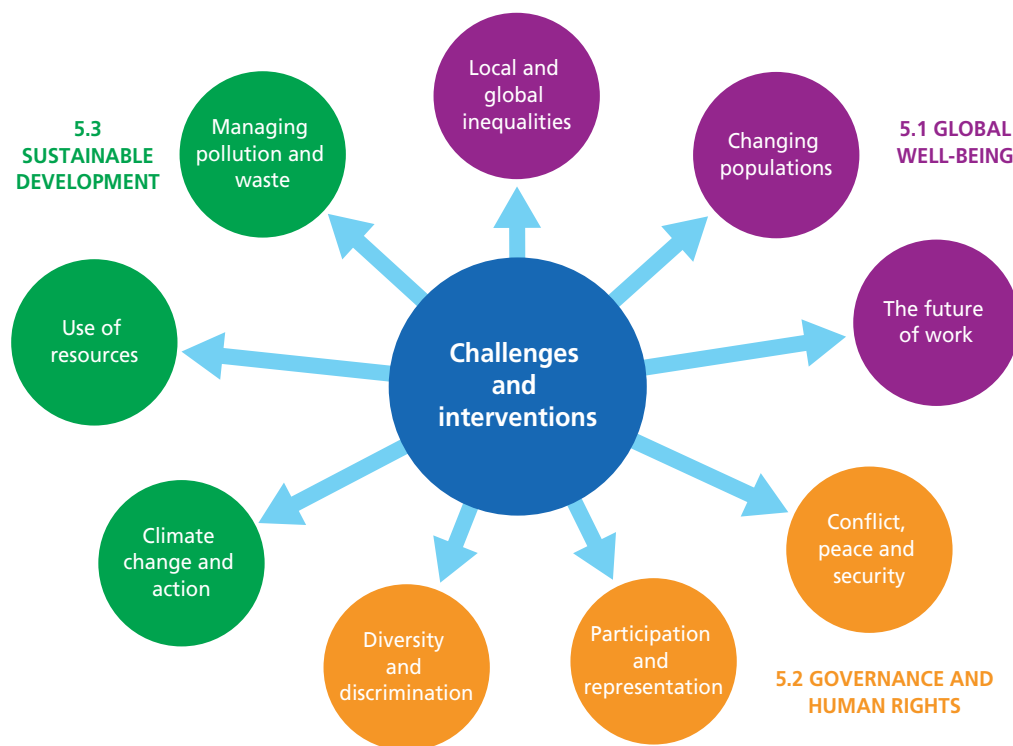 Local and
global
inequalities
5.3
SUSTAINABLE
DEVELOPMENT
Managing
pollution and
waste
Changing
populations
5.1 GLOBAL
WELL-BEING
Use of
resources
Challenges
and
interventions
The future
of work
Climate
change and
action
Conflict,
peace and
security
Diversity
and
discrimination
Participation
and
representation
5.2 GOVERNANCE AND
HUMAN RIGHTS